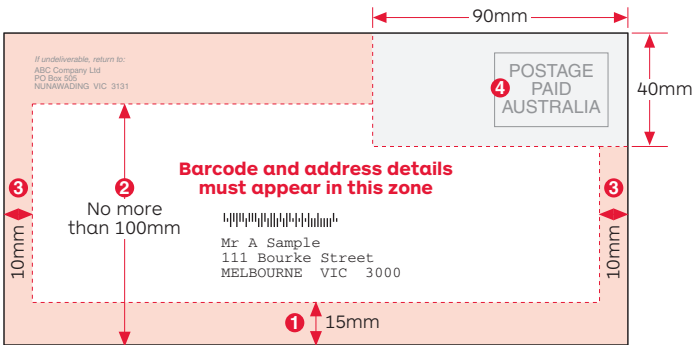 90mm
If undeliverable, return to:
ABC Company Ltd
PO Box 505
NUNAWADING VIC 3131
4
POSTAGE
PAID
AUSTRALIA
40mm
Barcode and address details
must appear in this zone
3
2
3
No more
than 100mm
10mm
10mm
Mr A Sample
111 Bourke Street
MELBOURNE VIC 3000
1
15mm